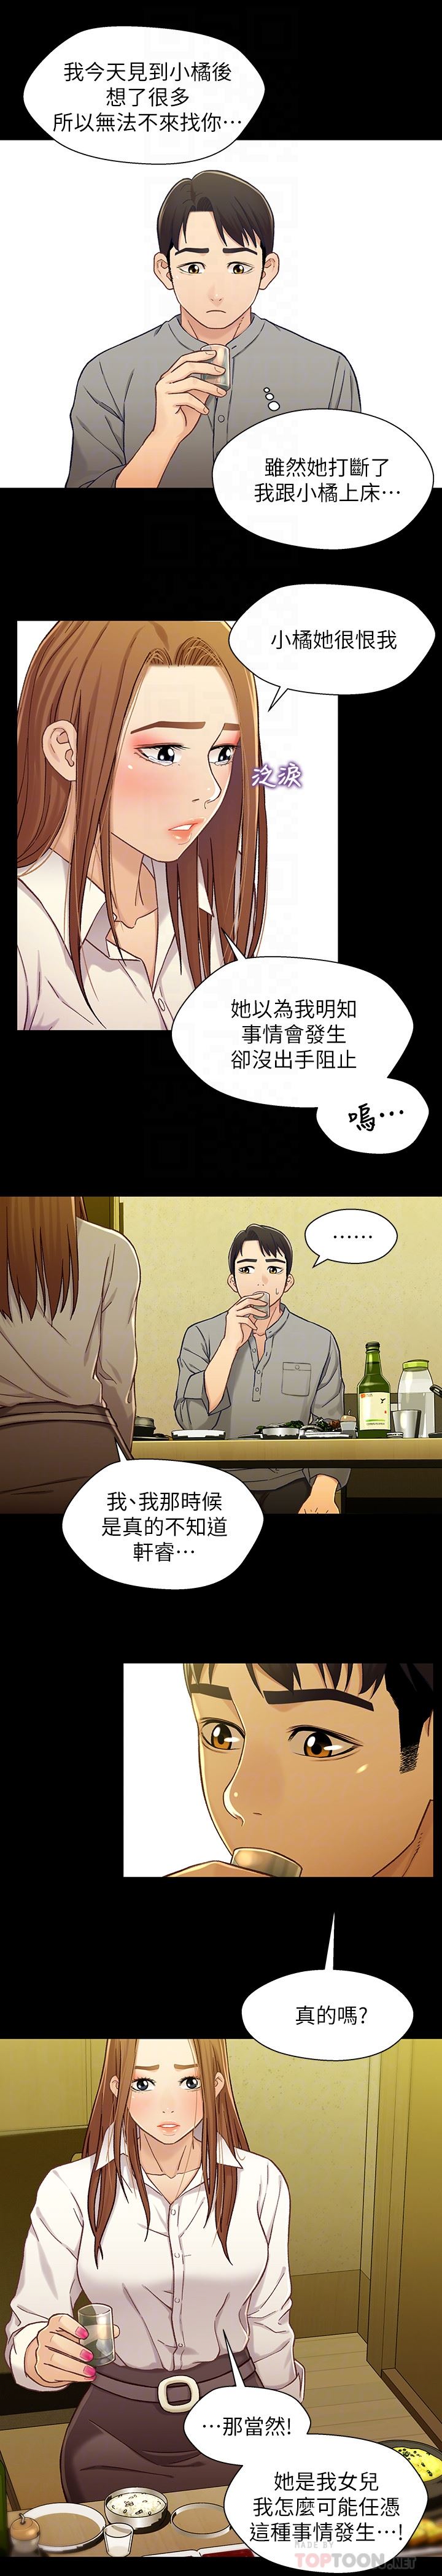 我今天見到小橘後
想了很多
所以無法不來找你…
雖然她打斷了
我跟小橘上床…
小橘她很恨我
泛淚
她以為我明知
事情會發生
卻沒出手阻止
嗚…
……
我、我那時候
是真的不知道
軒睿…
真的嗎?
…那當然!
她是我女兒
我怎麼可能任憑
這種事情發生…!
MADE BY
TOPTOON.NET